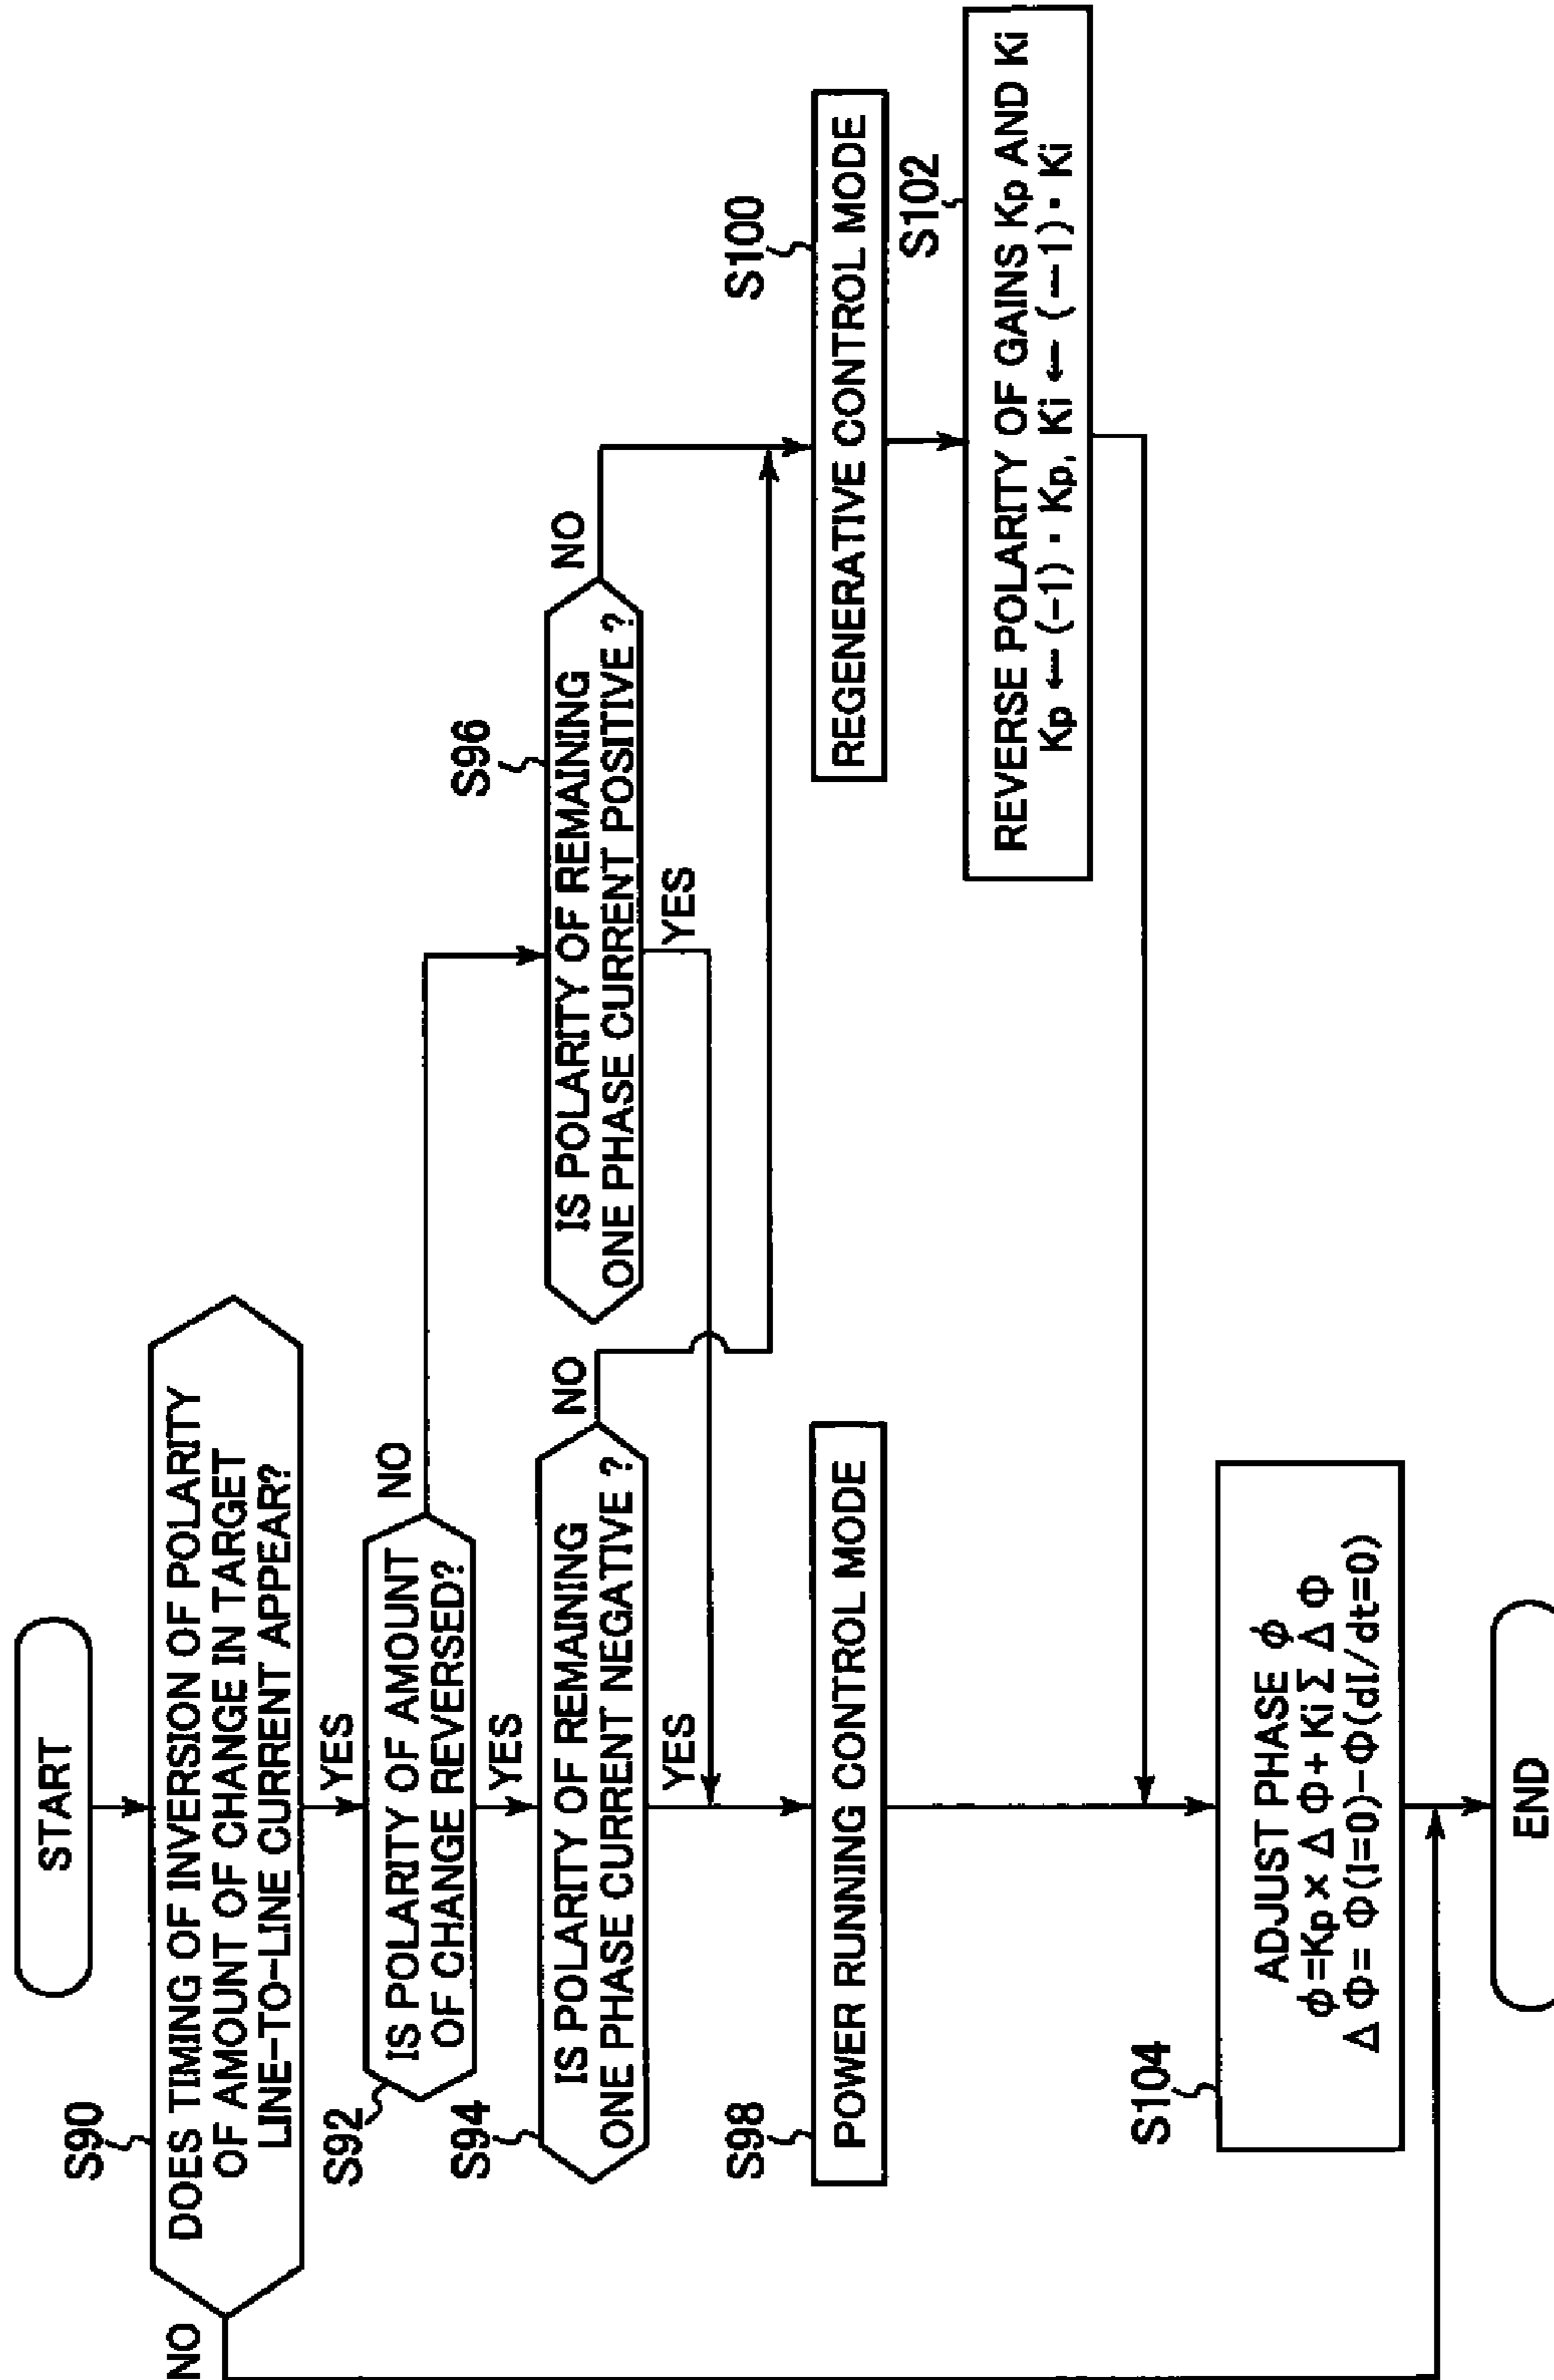 START
S90
DOES TIMING OF INVERSION OF POLARITY
OF AMOUNT OF CHANGE IN TARGET
LINE-TO-LINE CURRENT APPEAR?
NO
YES
S92
IS POLARITY OF AMOUNT
OF CHANGE REVERSED?
NO
YES
S94
IS POLARITY OF REMAINING
ONE PHASE CURRENT NEGATIVE ?
NO
YES
S96
IS POLARITY OF REMAINING
ONE PHASE CURRENT POSITIVE ?
NO
YES
S98
POWER RUNNING CONTROL MODE
S100
REGENERATIVE CONTROL MODE
S102
REVERSE POLARITY OF GAINS Kp AND Ki
Kp ← (-1) · Kp, Ki ← (-1) · Ki
S104
ADJUST PHASE ϕ
ϕ=Kp × Δ Φ + Ki Σ Δ Φ
Δ Φ= Φ(I=0)-Φ(dI/dt=0)
END